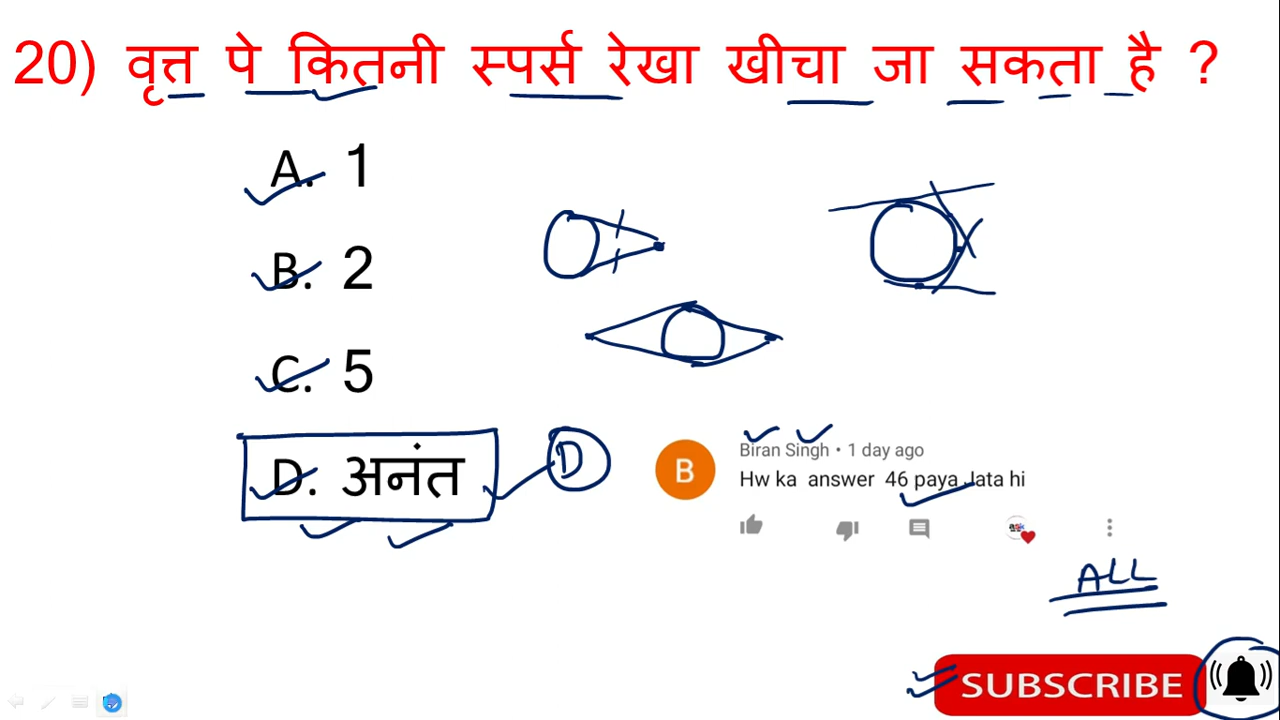 20) वृत्त पे कितनी स्पर्स रेखा खीचा जा सकता है ?
A. 1
B. 2
C. 5
D. अनंत
D
B
Biran Singh • 1 day ago
Hw ka answer 46 paya Jata hi
ask
ALL
SUBSCRIBE